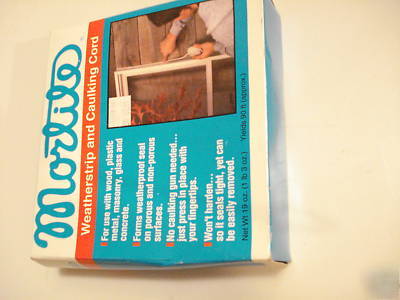 Mortite
Weatherstrip and Caulking Cord
For use with wood, plastic
metal, masonry, glass and
concrete.
Forms weatherproof seal
on porous and non-porous
surfaces.
No caulking gun needed...
just press in place with
your fingertips.
Won't harden...
so it seals tight, yet can
be easily removed.
Net Wt 19 oz. (1 lb 3 oz.) Yields 90 ft (approx.)